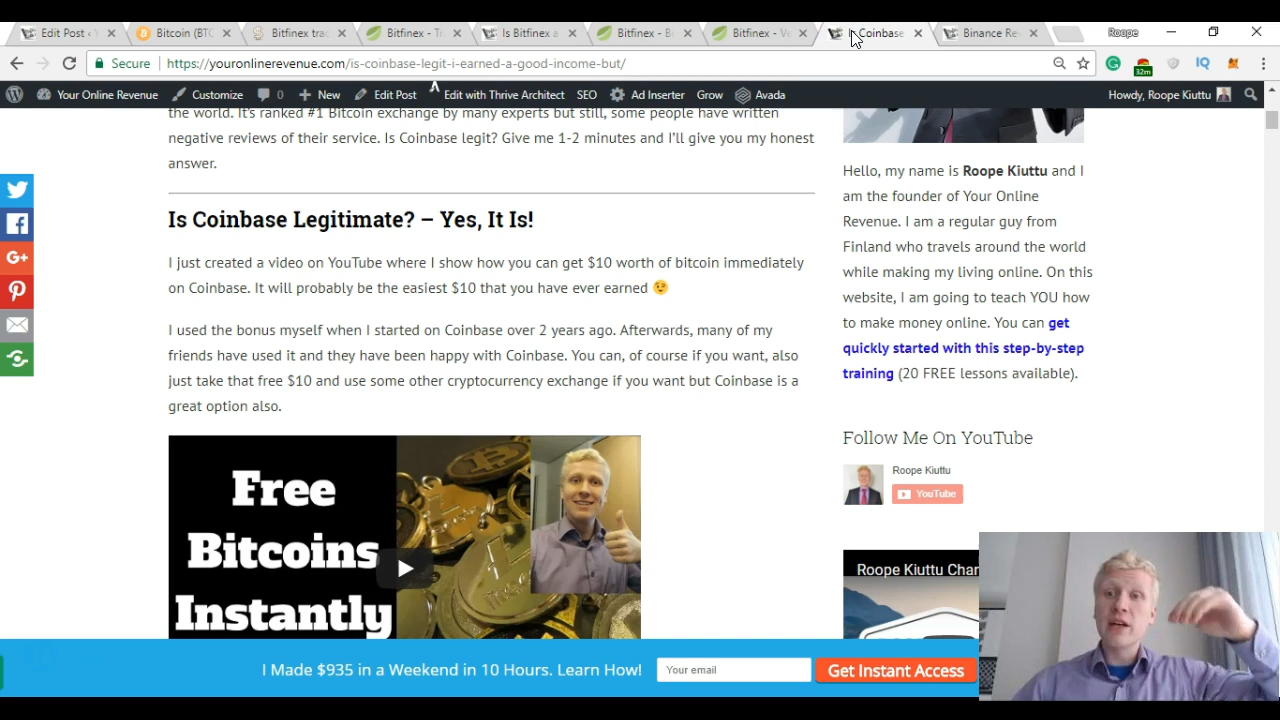 Edit Post ‹
Bitcoin (BTC
Bitfinex tra
Bitfinex - Tr
Is Bitfinex a
Bitfinex - B
Bitfinex - Ve
Coinbase
Binance Re
Roope
Secure
https://youronlinerevenue.com/is-coinbase-legit-i-earned-a-good-income-but/
32m
IQ
Your Online Revenue
Customize
0
New
Edit Post
Edit with Thrive Architect
SEO
Ad Inserter
Grow
Avada
Howdy, Roope Kiuttu
the world. It's ranked #1 Bitcoin exchange by many experts but still, some people have written
negative reviews of their service. Is Coinbase legit? Give me 1-2 minutes and I'll give you my honest
answer.
Is Coinbase Legitimate? – Yes, It Is!
I just created a video on YouTube where I show how you can get $10 worth of bitcoin immediately
on Coinbase. It will probably be the easiest $10 that you have ever earned
I used the bonus myself when I started on Coinbase over 2 years ago. Afterwards, many of my
friends have used it and they have been happy with Coinbase. You can, of course if you want, also
just take that free $10 and use some other cryptocurrency exchange if you want but Coinbase is a
great option also.
Free
Bitcoins
Instantly
Hello, my name is Roope Kiuttu and I
am the founder of Your Online
Revenue. I am a regular guy from
Finland who travels around the world
while making my living online. On this
website, I am going to teach YOU how
to make money online. You can get
quickly started with this step-by-step
training (20 FREE lessons available).
Follow Me On YouTube
Roope Kiuttu
YouTube
Roope Kiuttu Chan
I Made $935 in a Weekend in 10 Hours. Learn How!
Your email
Get Instant Access